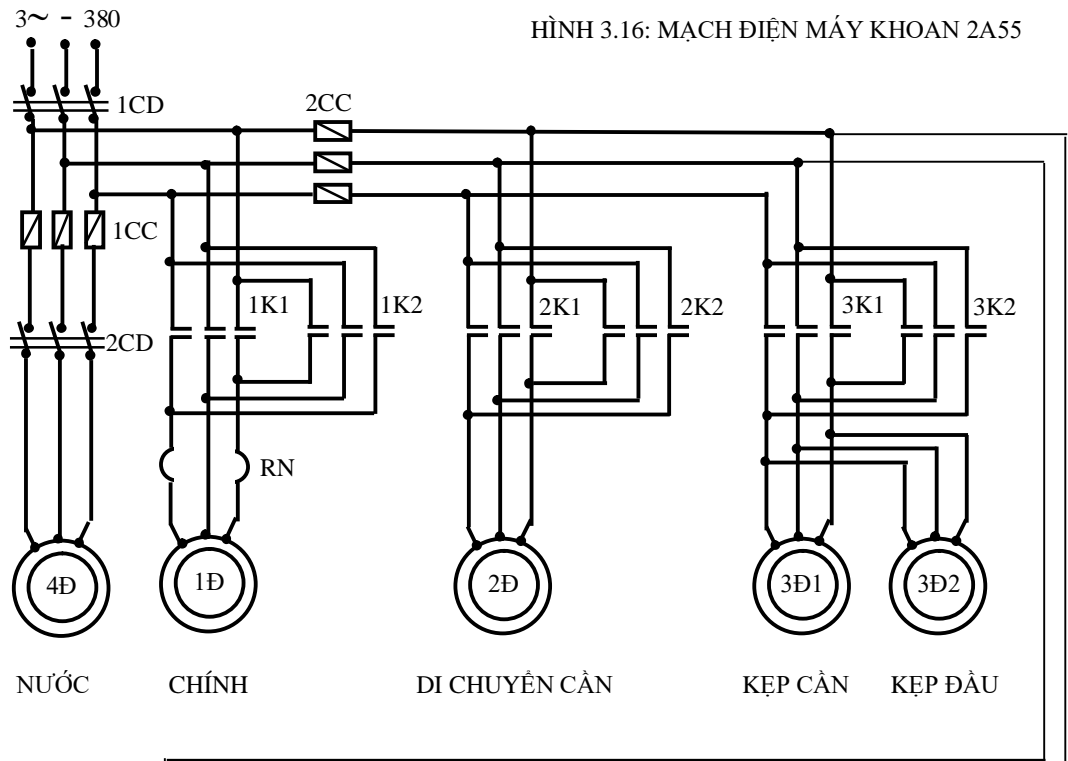 3~ - 380
HÌNH 3.16: MẠCH ĐIỆN MÁY KHOAN 2A55
1CD
2CC
1CC
1K1
1K2
2K1
2K2
3K1
3K2
2CD
RN
4Đ
1Đ
2Đ
3Đ1
3Đ2
NƯỚC
CHÍNH
DI CHUYỂN CẦN
KẸP CẦN
KẸP ĐẦU